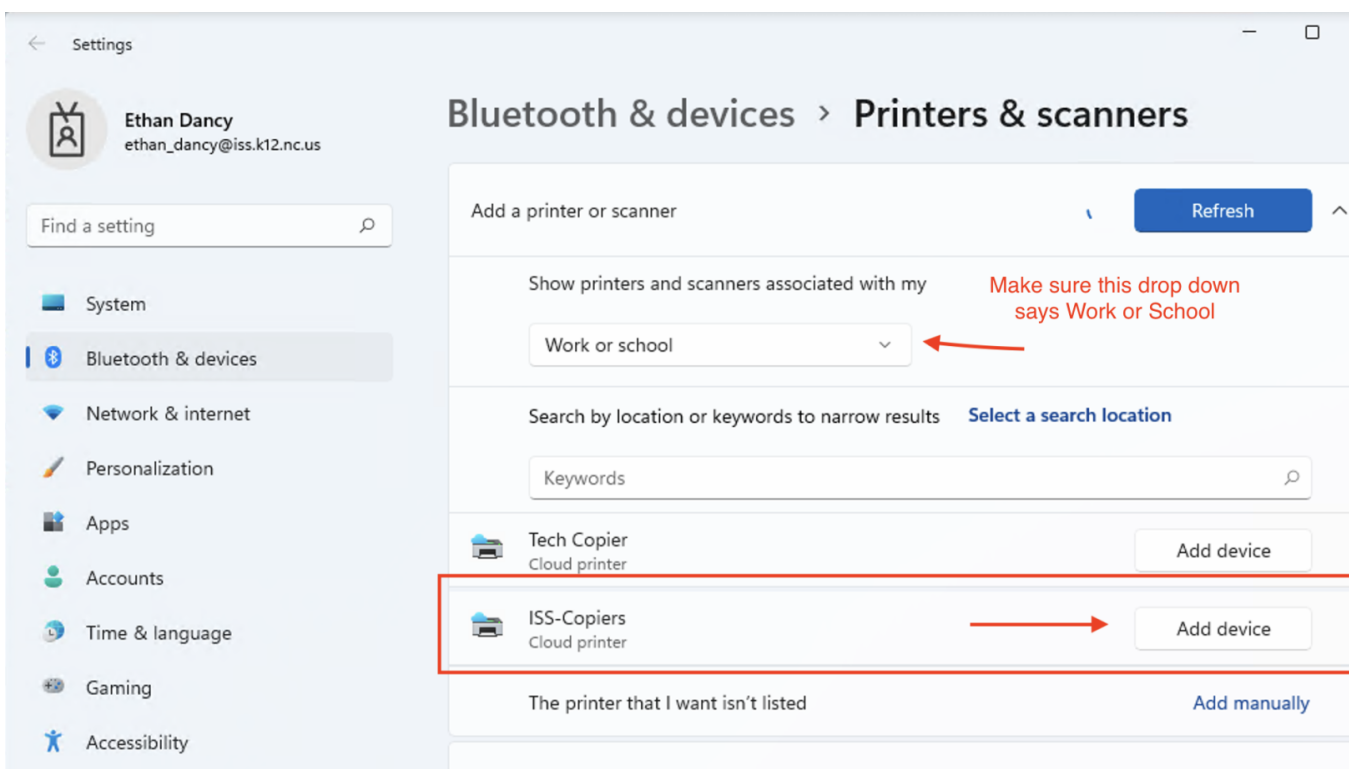 Settings
Ethan Dancy
ethan_dancy@iss.k12.nc.us
Find a setting
System
Bluetooth & devices
Network & internet
Personalization
Apps
Accounts
Time & language
Gaming
Accessibility
Bluetooth & devices > Printers & scanners
Add a printer or scanner
Refresh
Show printers and scanners associated with my
Make sure this drop down
says Work or School
Work or school
Search by location or keywords to narrow results Select a search location
Keywords
Tech Copier
Cloud printer
Add device
ISS-Copiers
Cloud printer
Add device
The printer that I want isn't listed
Add manually